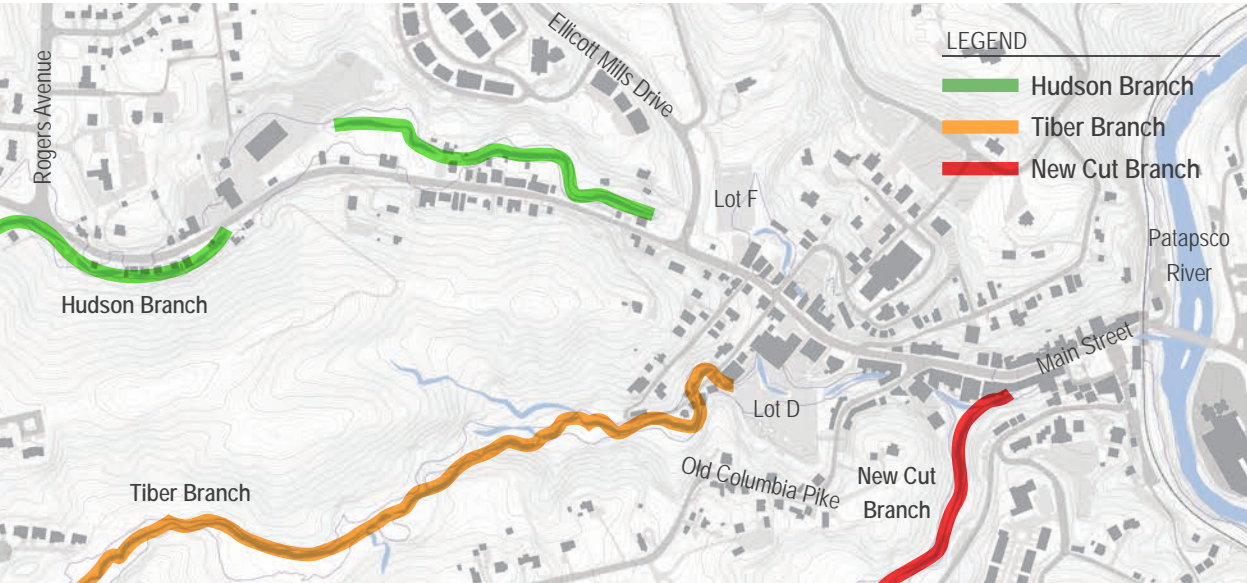 Ellicott Mills Drive
Rogers Avenue
LEGEND
Hudson Branch
Tiber Branch
New Cut Branch
Lot F
Patapsco
River
Hudson Branch
Main Street
Lot D
Old Columbia Pike
New Cut
Branch
Tiber Branch